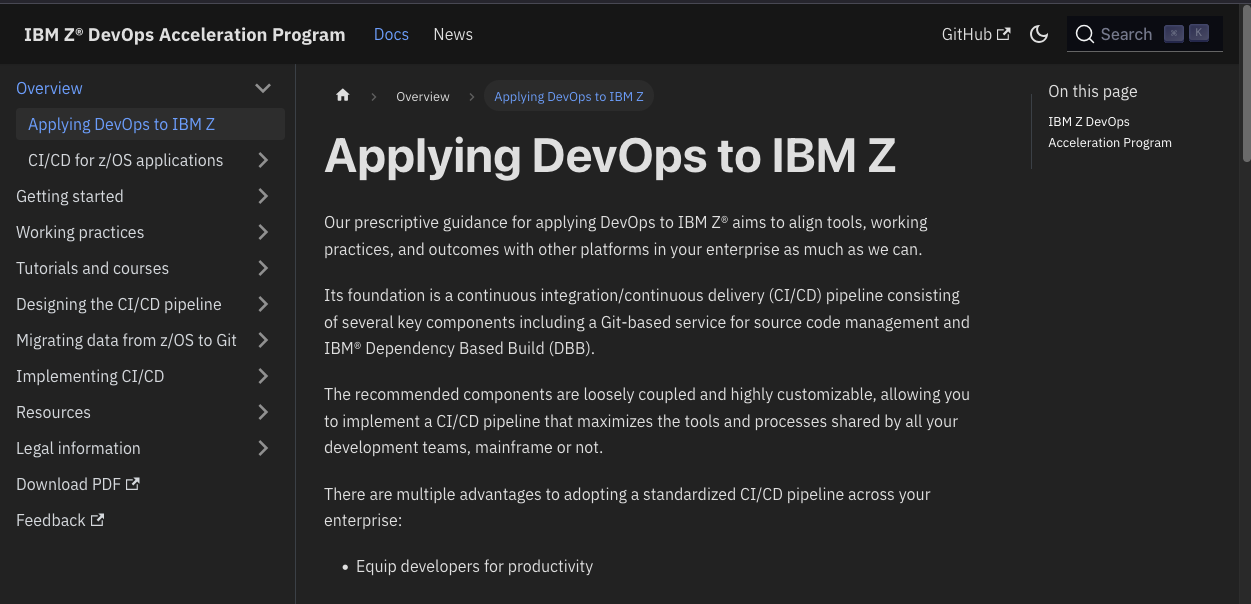 IBM Z® DevOps Acceleration Program
Docs
News
GitHub
Search
⌘
K
Overview
Applying DevOps to IBM Z
CI/CD for z/OS applications
Getting started
Working practices
Tutorials and courses
Designing the CI/CD pipeline
Migrating data from z/OS to Git
Implementing CI/CD
Resources
Legal information
Download PDF
Feedback
Overview
Applying DevOps to IBM Z
Applying DevOps to IBM Z
Our prescriptive guidance for applying DevOps to IBM Z® aims to align tools, working
practices, and outcomes with other platforms in your enterprise as much as we can.
Its foundation is a continuous integration/continuous delivery (CI/CD) pipeline consisting
of several key components including a Git-based service for source code management and
IBM® Dependency Based Build (DBB).
The recommended components are loosely coupled and highly customizable, allowing you
to implement a CI/CD pipeline that maximizes the tools and processes shared by all your
development teams, mainframe or not.
There are multiple advantages to adopting a standardized CI/CD pipeline across your
enterprise:
• Equip developers for productivity
On this page
IBM Z DevOps
Acceleration Program